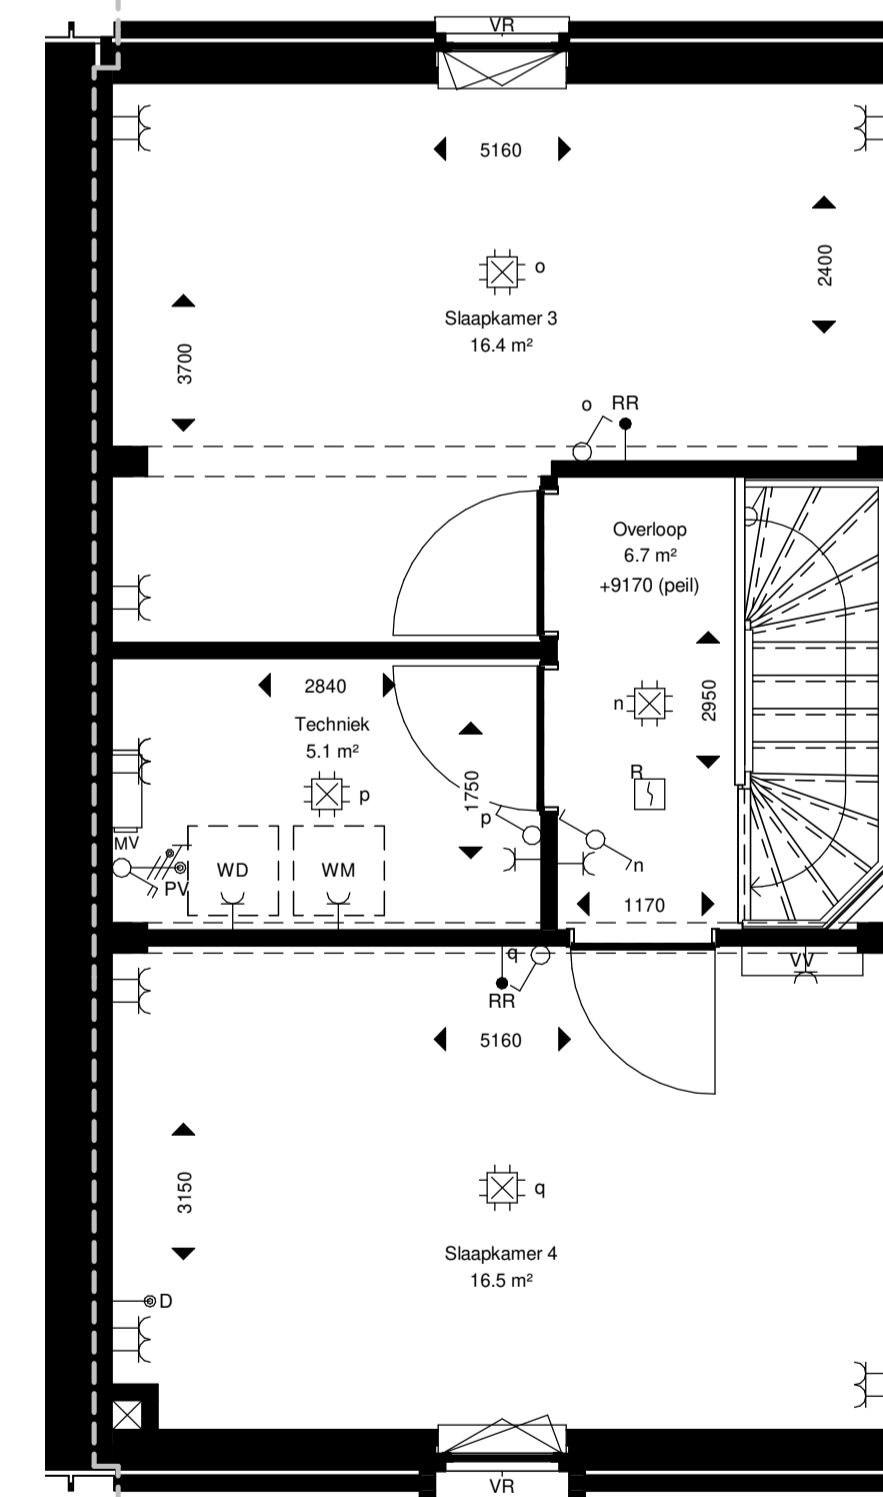 VR
5160
2400
o
Slaapkamer 3
16.4 m²
3700
o
RR
Overloop
6.7 m²
+9170 (peil)
2840
Techniek
5.1 m²
p
1750
p
n
2950
R
n
MV
PV
WD
WM
1170
q
RR
VV
5160
3150
q
Slaapkamer 4
16.5 m²
D
VR